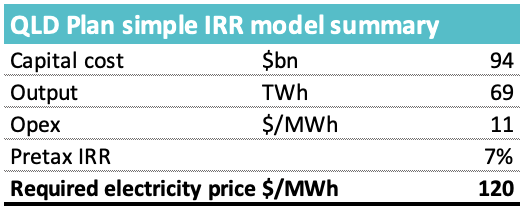 QLD Plan simple IRR model summary
Capital cost $bn 94
Output TWh 69
Opex $/MWh 11
Pretax IRR 7%
Required electricity price $/MWh 120